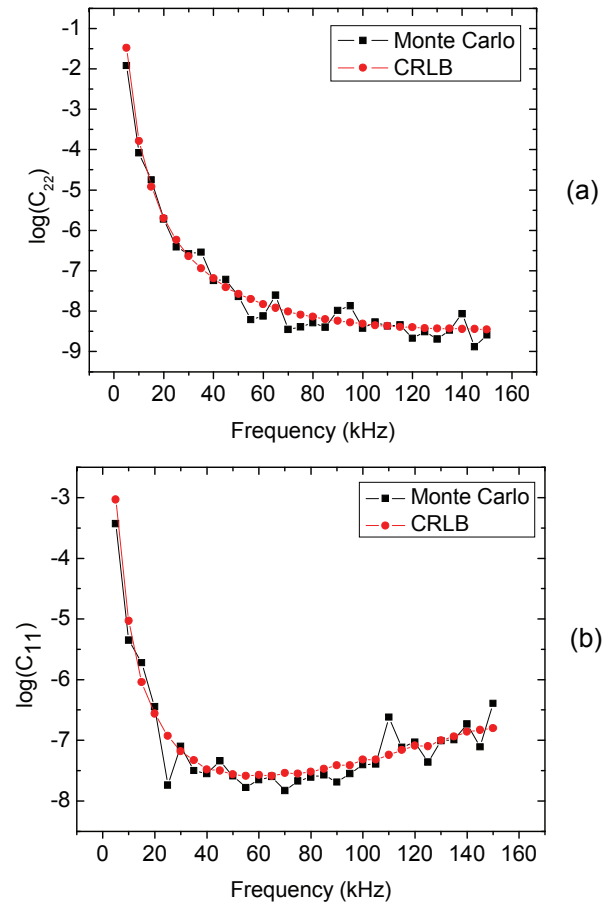 -1
-2
-3
-4
-5
-6
-7
-8
-9
log(C22)
Monte Carlo
CRLB
0 20 40 60 80 100 120 140 160
Frequency (kHz)
(a)
-3
-4
-5
-6
-7
-8
log(C11)
Monte Carlo
CRLB
0 20 40 60 80 100 120 140 160
Frequency (kHz)
(b)